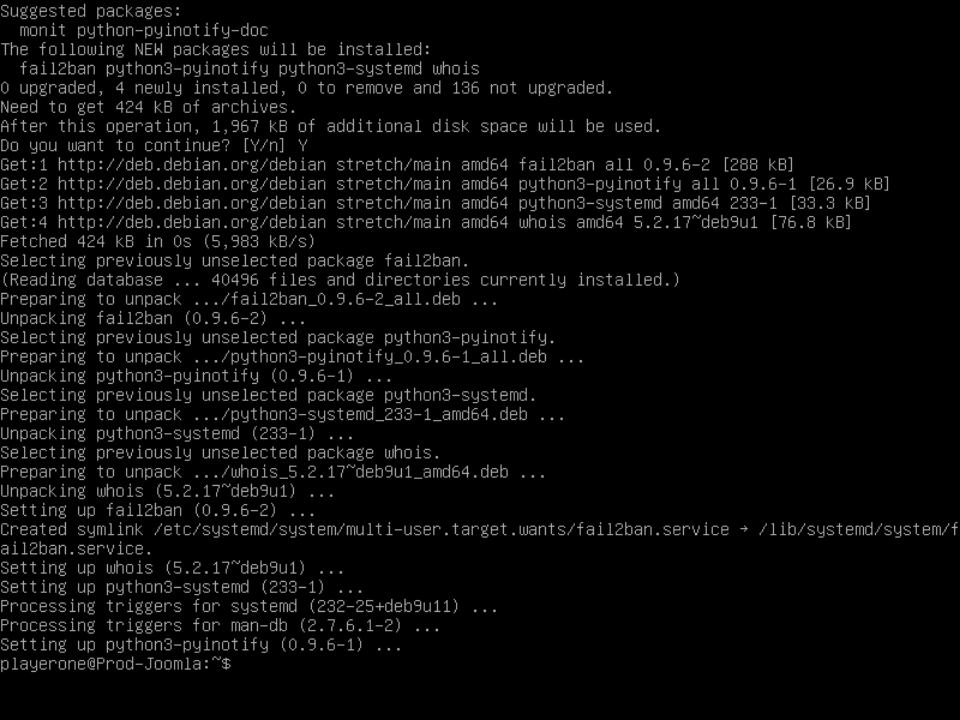 Suggested packages:
  monit python-pyinotify-doc
The following NEW packages will be installed:
  fail2ban python3-pyinotify python3-systemd whois
0 upgraded, 4 newly installed, 0 to remove and 136 not upgraded.
Need to get 424 kB of archives.
After this operation, 1,967 kB of additional disk space will be used.
Do you want to continue? [Y/n] Y
Get:1 http://deb.debian.org/debian stretch/main amd64 fail2ban all 0.9.6-2 [288 kB]
Get:2 http://deb.debian.org/debian stretch/main amd64 python3-pyinotify all 0.9.6-1 [26.9 kB]
Get:3 http://deb.debian.org/debian stretch/main amd64 python3-systemd amd64 233-1 [33.3 kB]
Get:4 http://deb.debian.org/debian stretch/main amd64 whois amd64 5.2.17~deb9u1 [76.8 kB]
Fetched 424 kB in 0s (5,983 kB/s)
Selecting previously unselected package fail2ban.
(Reading database ... 40496 files and directories currently installed.)
Preparing to unpack .../fail2ban_0.9.6-2_all.deb ...
Unpacking fail2ban (0.9.6-2) ...
Selecting previously unselected package python3-pyinotify.
Preparing to unpack .../python3-pyinotify_0.9.6-1_all.deb ...
Unpacking python3-pyinotify (0.9.6-1) ...
Selecting previously unselected package python3-systemd.
Preparing to unpack .../python3-systemd_233-1_amd64.deb ...
Unpacking python3-systemd (233-1) ...
Selecting previously unselected package whois.
Preparing to unpack .../whois_5.2.17~deb9u1_amd64.deb ...
Unpacking whois (5.2.17~deb9u1) ...
Setting up fail2ban (0.9.6-2) ...
Created symlink /etc/systemd/system/multi-user.target.wants/fail2ban.service → /lib/systemd/system/f
ail2ban.service.
Setting up whois (5.2.17~deb9u1) ...
Setting up python3-systemd (233-1) ...
Processing triggers for systemd (232-25+deb9u11) ...
Processing triggers for man-db (2.7.6.1-2) ...
Setting up python3-pyinotify (0.9.6-1) ...
playerone@Prod-Joomla:~$